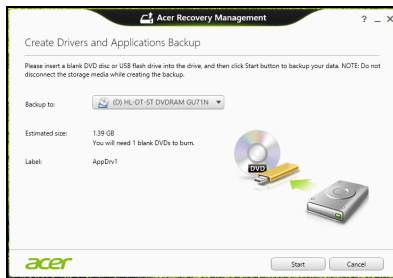 Acer Recovery Management
? _ X
Create Drivers and Applications Backup
Please insert a blank DVD disc or USB flash drive into the drive, and then click Start button to backup your data. NOTE: Do not
disconnect the storage media while creating the backup.
Backup to: (D) HL-DT-ST DVDRAM GU71N
Estimated size: 1.39 GB
You will need 1 blank DVDs to burn.
Label: AppDrv1
DVD
acer
Start Cancel